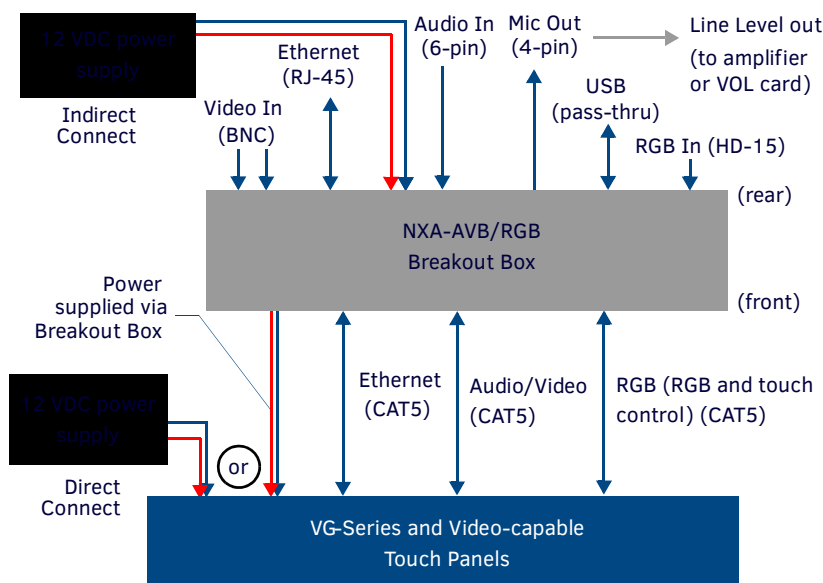 12 VDC power
supply
Indirect
Connect
Ethernet
(RJ-45)
Video In
(BNC)
Audio In
(6-pin)
Mic Out
(4-pin)
Line Level out
(to amplifier
or VOL card)
USB
(pass-thru)
RGB In (HD-15)
(rear)
NXA-AVB/RGB
Breakout Box
(front)
Power
supplied via
Breakout Box
Ethernet
(CAT5)
Audio/Video
(CAT5)
RGB (RGB and touch
control) (CAT5)
12 VDC power
supply
or
Direct
Connect
VG-Series and Video-capable
Touch Panels